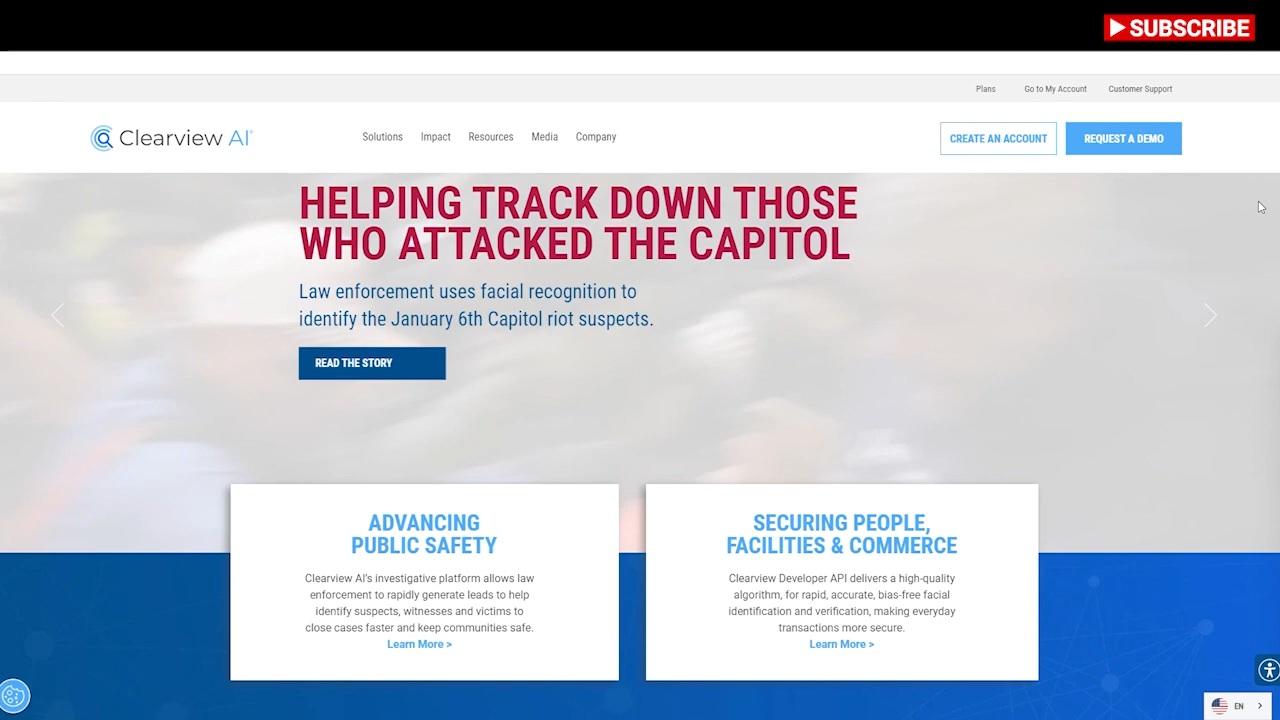 SUBSCRIBE
Plans Go to My Account Customer Support
Clearview AI
Solutions Impact Resources Media Company
CREATE AN ACCOUNT REQUEST A DEMO
HELPING TRACK DOWN THOSE
WHO ATTACKED THE CAPITOL
Law enforcement uses facial recognition to
identify the January 6th Capitol riot suspects.
READ THE STORY
ADVANCING
PUBLIC SAFETY
Clearview AI's investigative platform allows law
enforcement to rapidly generate leads to help
identify suspects, witnesses and victims to
close cases faster and keep communities safe.
Learn More >
SECURING PEOPLE,
FACILITIES & COMMERCE
Clearview Developer API delivers a high-quality
algorithm, for rapid, accurate, bias-free facial
identification and verification, making everyday
transactions more secure.
Learn More >
EN